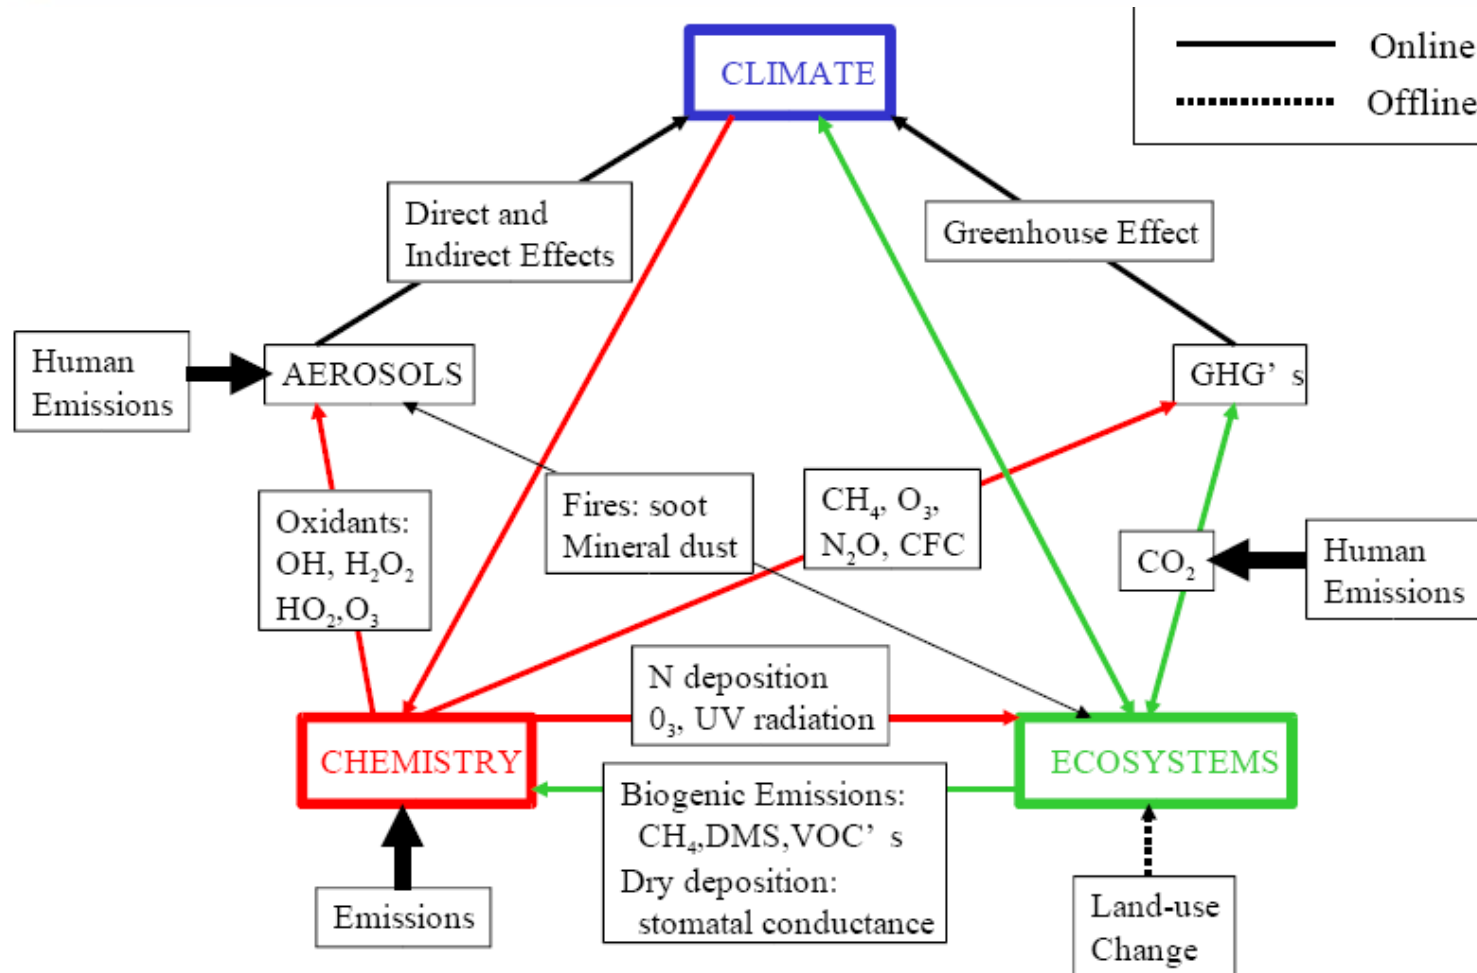 CLIMATE
Online
Offline
Direct and
Indirect Effects
Greenhouse Effect
Human
Emissions
AEROSOLS
GHG’ s
Oxidants:
OH, H₂O₂
HO₂,O₃
Fires: soot
Mineral dust
CH₄, O₃,
N₂O, CFC
CO₂
Human
Emissions
N deposition
0₃, UV radiation
CHEMISTRY
ECOSYSTEMS
Biogenic Emissions:
CH₄,DMS,VOC’ s
Dry deposition:
stomatal conductance
Emissions
Land-use
Change